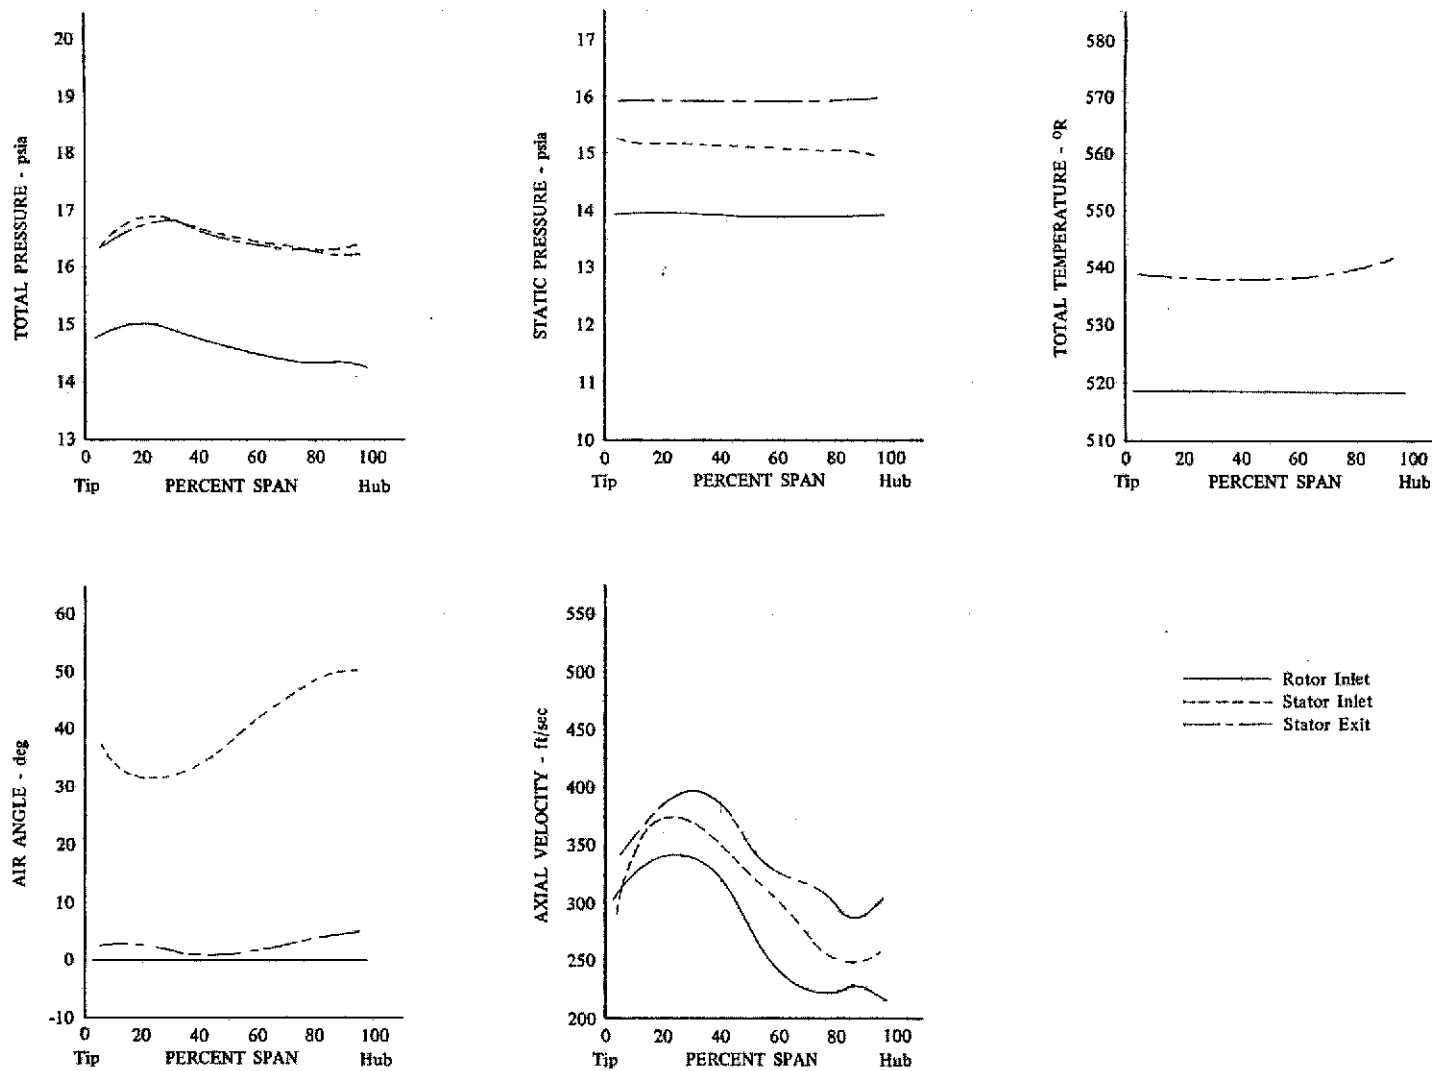 TOTAL PRESSURE - psia
20
19
18
17
16
15
14
13
0 20 40 60 80 100
Tip PERCENT SPAN Hub
STATIC PRESSURE - psia
17
16
15
14
13
12
11
10
0 20 40 60 80 100
Tip PERCENT SPAN Hub
TOTAL TEMPERATURE - °R
580
570
560
550
540
530
520
510
0 20 40 60 80 100
Tip PERCENT SPAN Hub
AIR ANGLE - deg
60
50
40
30
20
10
0
-10
0 20 40 60 80 100
Tip PERCENT SPAN Hub
AXIAL VELOCITY - ft/sec
550
500
450
400
350
300
250
200
0 20 40 60 80 100
Tip PERCENT SPAN Hub
Rotor Inlet
Stator Inlet
Stator Exit